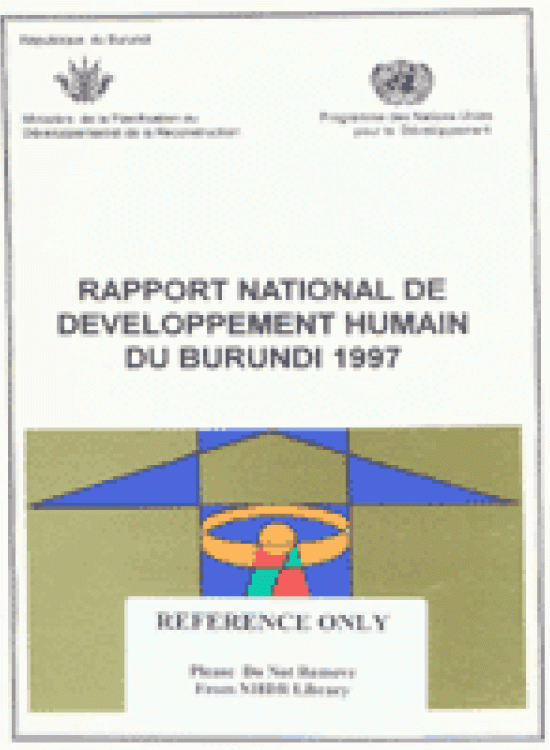 République du Burundi
Ministère de la Planification du
Développement et de la Reconstruction
Programme des Nations Unies
pour le Développement
RAPPORT NATIONAL DE
DEVELOPPEMENT HUMAIN
DU BURUNDI 1997
REFERENCE ONLY
Please Do Not Remove
From NHDR Library